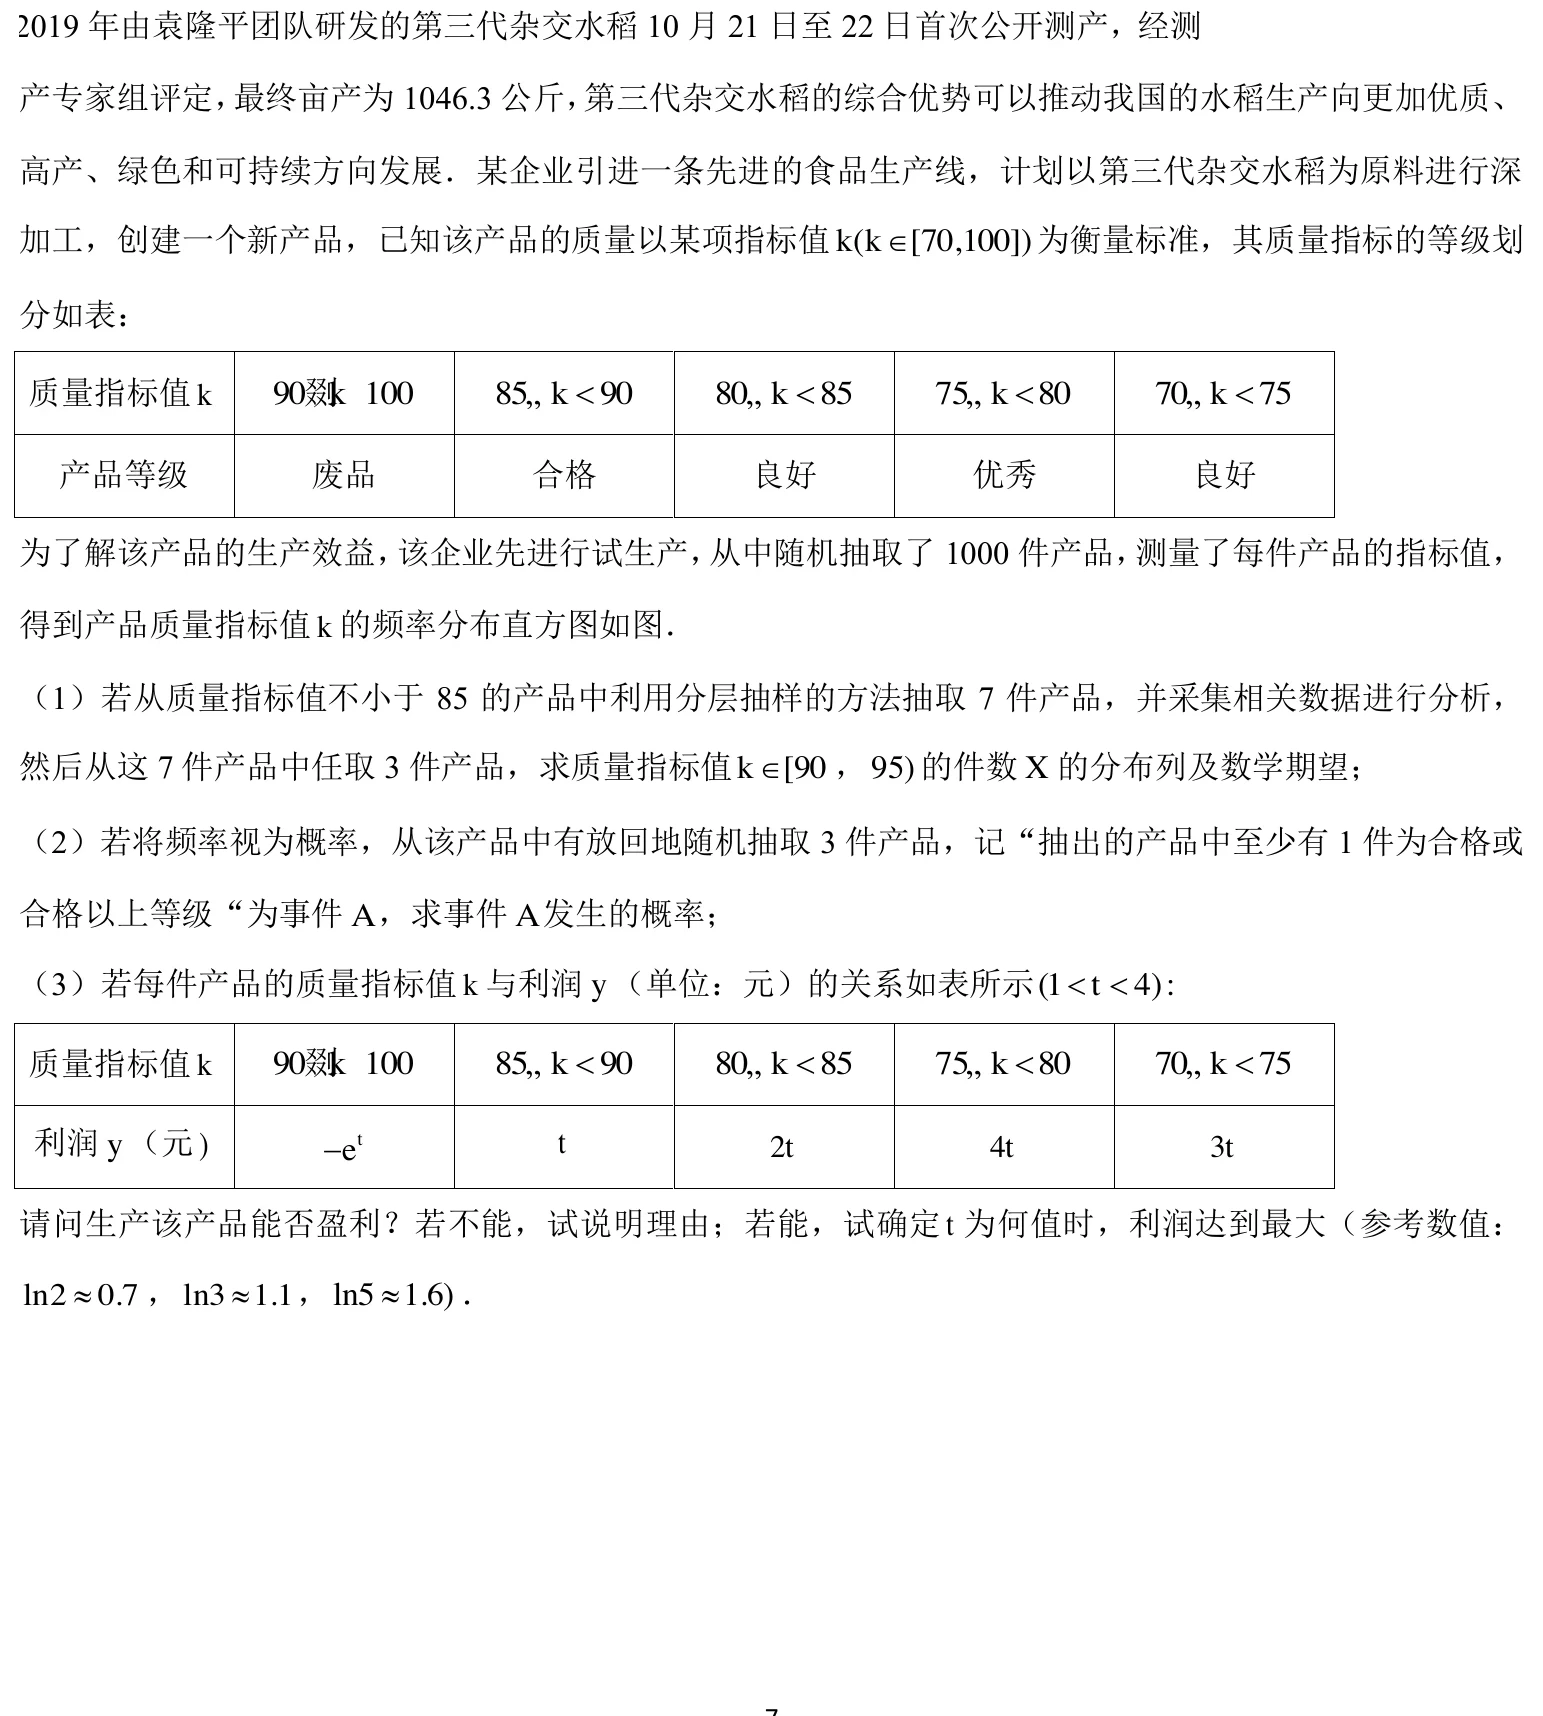 2019 年由袁隆平团队研发的第三代杂交水稻 10 月 21 日至 22 日首次公开测产，经测
产专家组评定，最终亩产为 1046.3 公斤，第三代杂交水稻的综合优势可以推动我国的水稻生产向更加优质、
高产、绿色和可持续方向发展．某企业引进一条先进的食品生产线，计划以第三代杂交水稻为原料进行深
加工，创建一个新产品，已知该产品的质量以某项指标值 k(k∈[70,100]) 为衡量标准，其质量指标的等级划
分如表：
质量指标值 k 90剟k 100 85,, k＜90 80,, k＜85 75,, k＜80 70,, k＜75
产品等级 废品 合格 良好 优秀 良好
为了解该产品的生产效益，该企业先进行试生产，从中随机抽取了 1000 件产品，测量了每件产品的指标值，
得到产品质量指标值 k 的频率分布直方图如图．
（1）若从质量指标值不小于 85 的产品中利用分层抽样的方法抽取 7 件产品，并采集相关数据进行分析，
然后从这 7 件产品中任取 3 件产品，求质量指标值 k∈[90，95) 的件数 X 的分布列及数学期望；
（2）若将频率视为概率，从该产品中有放回地随机抽取 3 件产品，记“抽出的产品中至少有 1 件为合格或
合格以上等级“为事件 A，求事件 A发生的概率；
（3）若每件产品的质量指标值 k 与利润 y（单位：元）的关系如表所示 (1＜t＜4)：
质量指标值 k 90剟k 100 85,, k＜90 80,, k＜85 75,, k＜80 70,, k＜75
利润 y（元) −eᵗ t 2t 4t 3t
请问生产该产品能否盈利？若不能，试说明理由；若能，试确定 t 为何值时，利润达到最大（参考数值：
ln2≈0.7，ln3≈1.1，ln5≈1.6)．
7